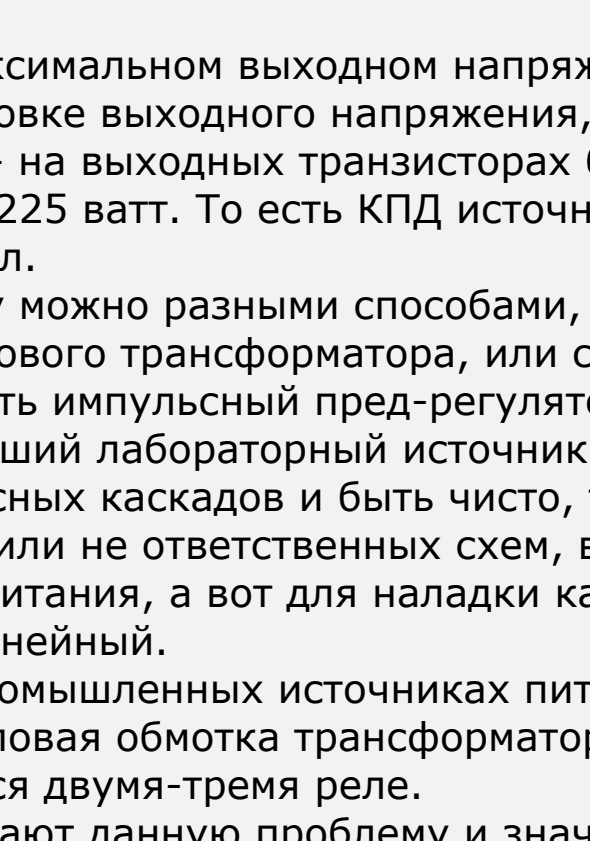 ксимальном выходном напряж
овке выходного напряжения,
на выходных транзисторах
225 ватт. То есть КПД источн
л.
у можно разными способами,
ового трансформатора, или с
ть импульсный пред-регулято
ший лабораторный источник
сных каскадов и быть чисто,
или не ответственных схем, в
итания, а вот для наладки ка
нейный.
омышленных источниках пит
ловая обмотка трансформатор
ся двумя-тремя реле.
ают данную проблему и знач